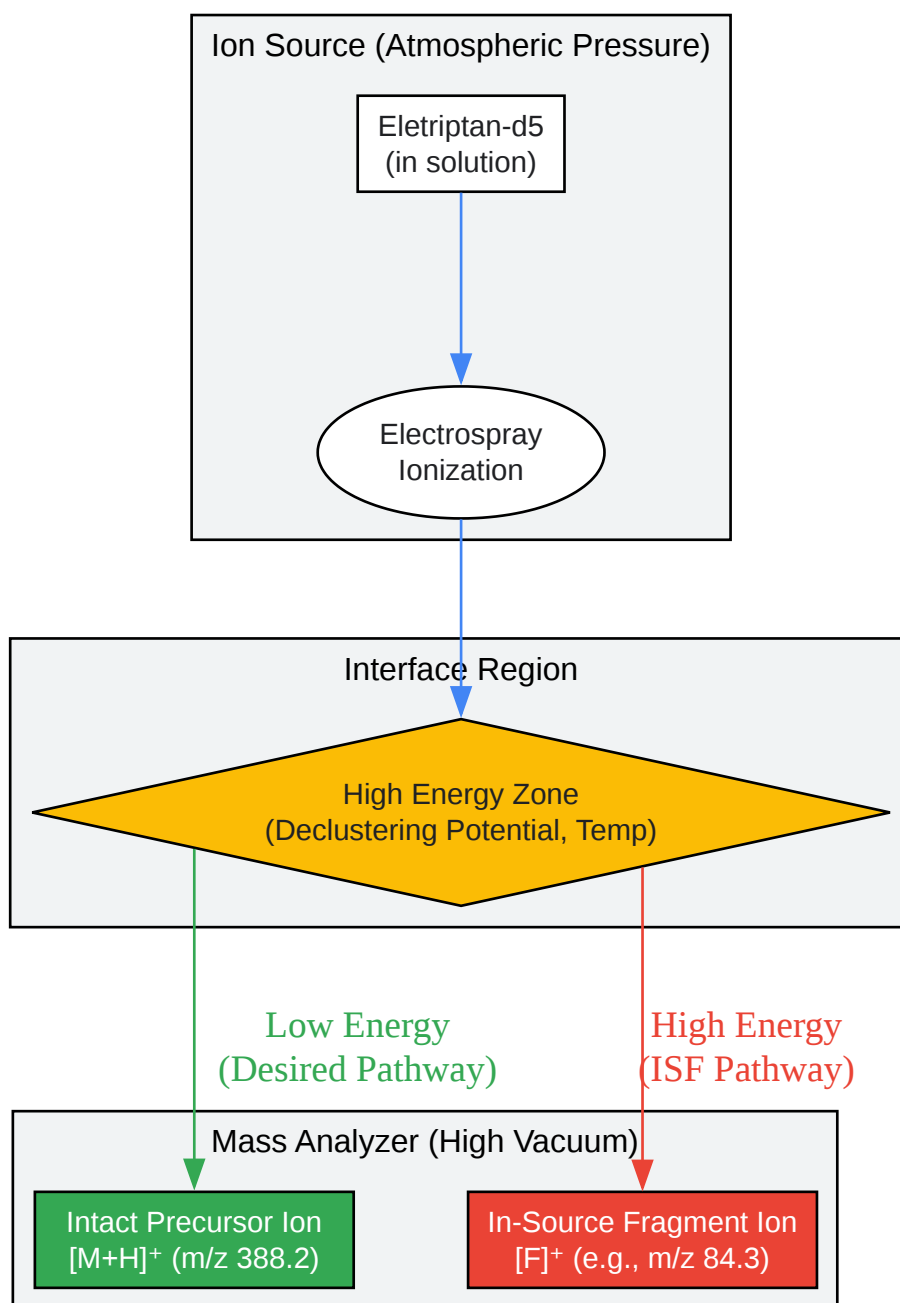 Ion Source (Atmospheric Pressure)
Eletriptan-d5
(in solution)
Electrospray
Ionization
Interface Region
High Energy Zone
(Declustering Potential, Temp)
Low Energy
(Desired Pathway)
High Energy
(ISF Pathway)
Mass Analyzer (High Vacuum)
Intact Precursor Ion
[M+H]⁺ (m/z 388.2)
In-Source Fragment Ion
[F]⁺ (e.g., m/z 84.3)